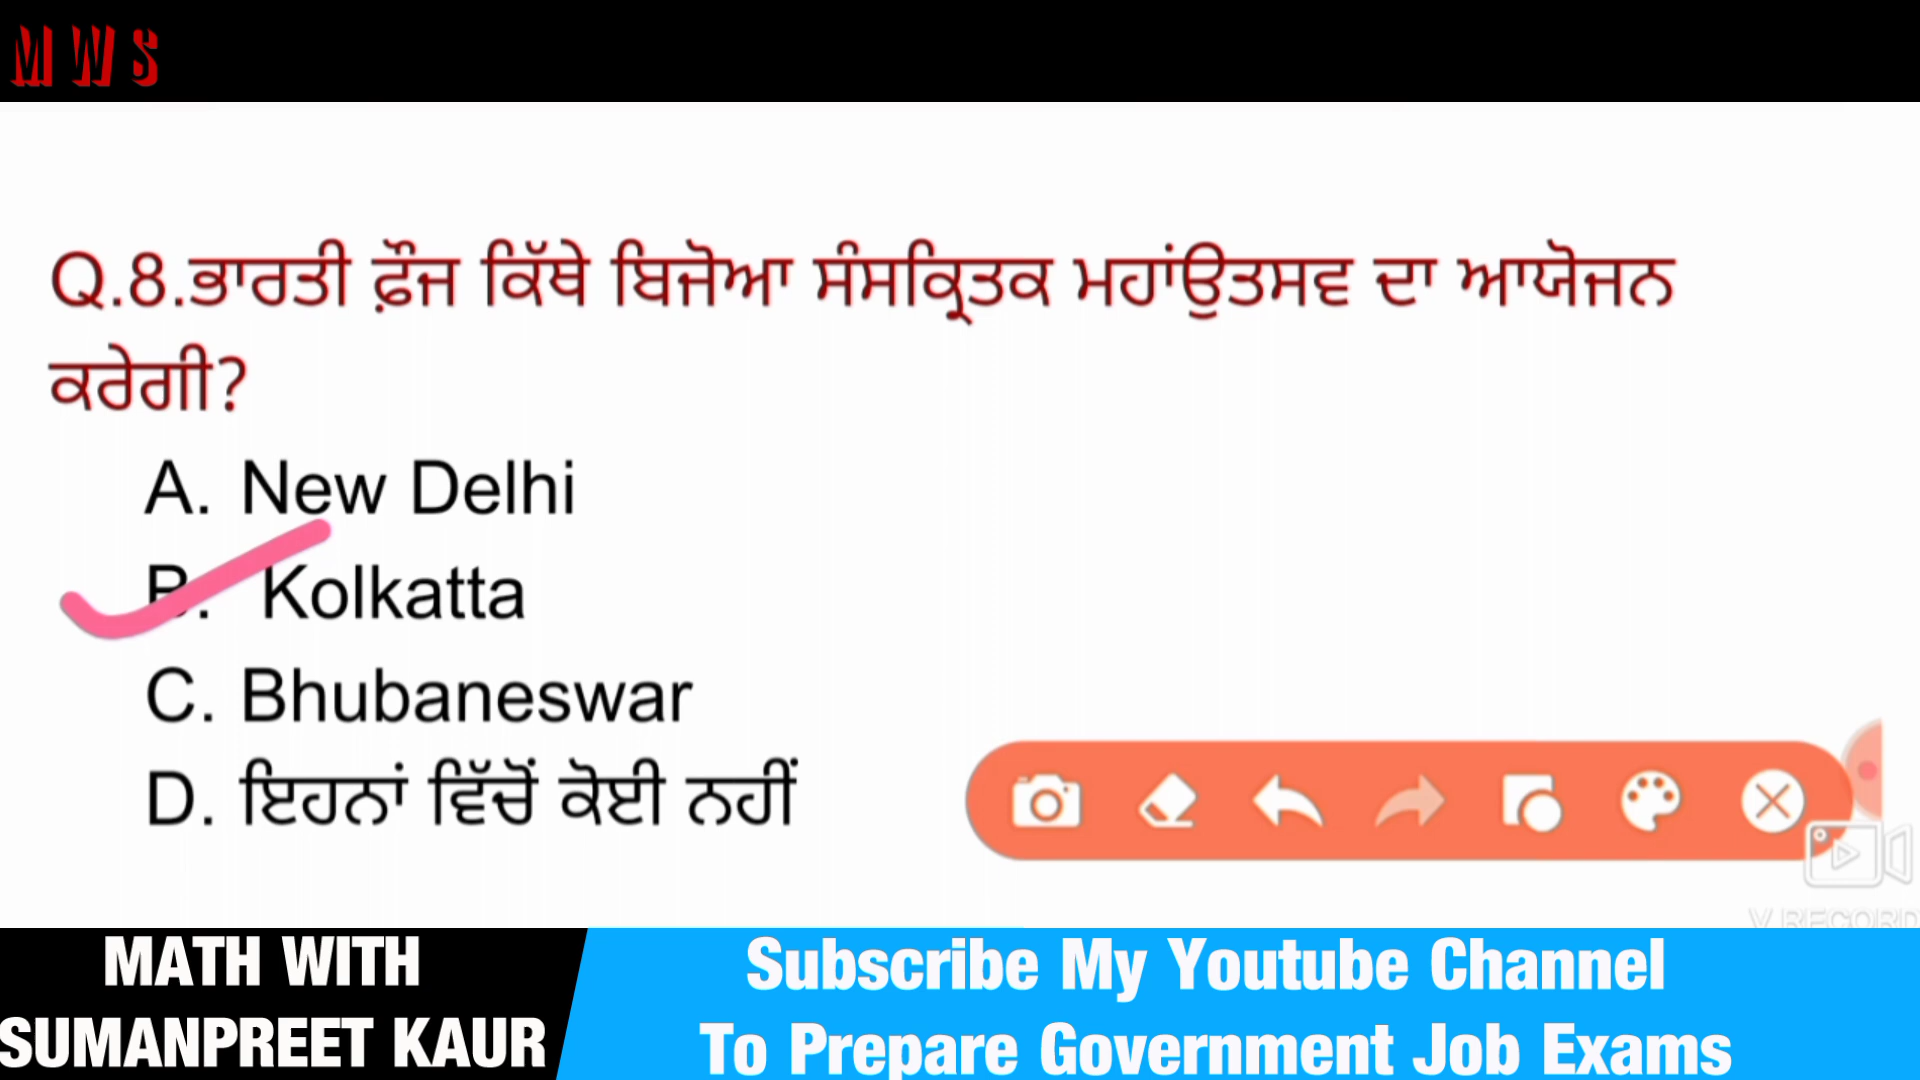 MWS
Q.8.ਭਾਰਤੀ ਫ਼ੌਜ ਕਿੱਥੇ ਬਿਜੋਆ ਸੰਸਕ੍ਰਿਤਕ ਮਹਾਂਉਤਸਵ ਦਾ ਆਯੋਜਨ
ਕਰੇਗੀ?
A. New Delhi
B. Kolkatta
C. Bhubaneswar
D. ਇਹਨਾਂ ਵਿੱਚੋਂ ਕੋਈ ਨਹੀਂ
V RECORD
MATH WITH
SUMANPREET KAUR
Subscribe My Youtube Channel
To Prepare Government Job Exams